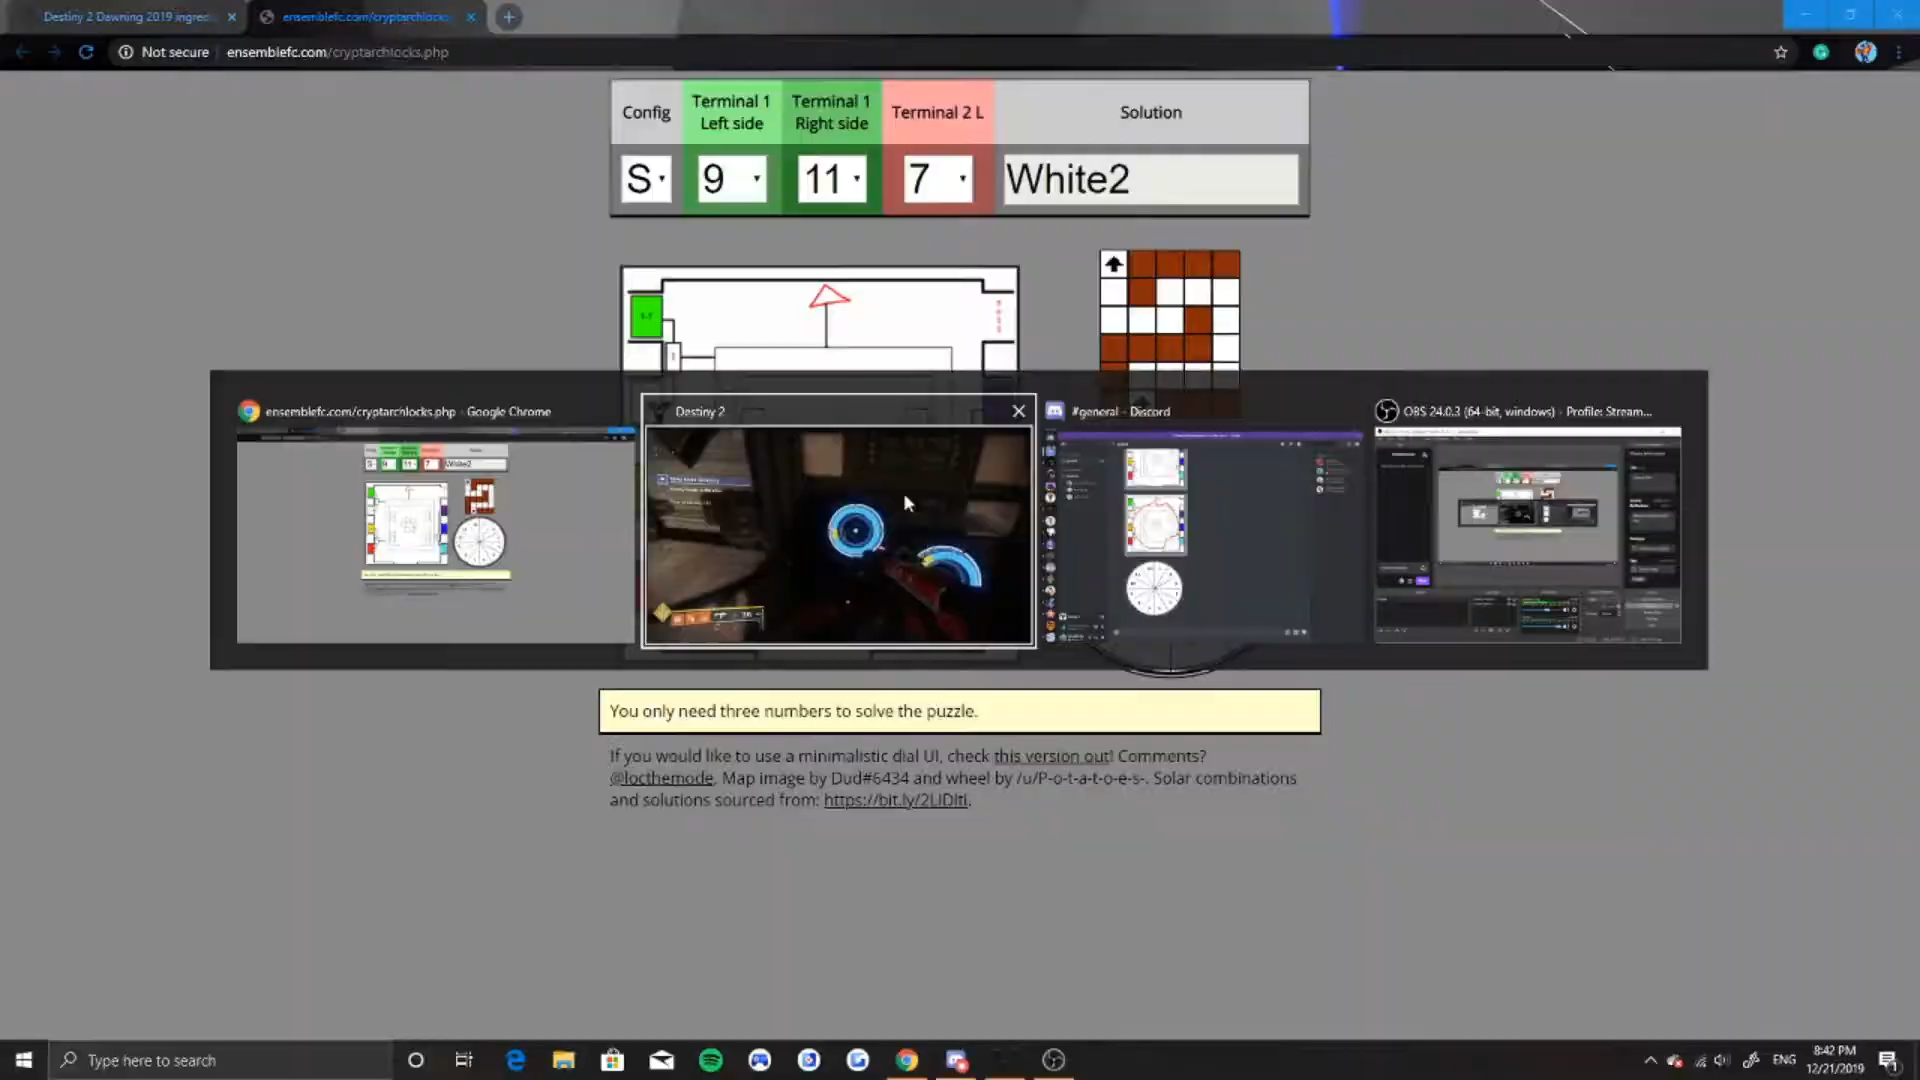 Destiny 2 Dawning 2019 ingred
ensemblefc.com/cryptarchlocks
Not secure
ensemblefc.com/cryptarchlocks.php
Config
Terminal 1
Left side
Terminal 1
Right side
Terminal 2 L
Solution
S
9
11
7
White2
ensemblefc.com/cryptarchlocks.php - Google Chrome
Destiny 2
#general - Discord
OBS 24.0.3 (64-bit, windows) - Profile: Stream...
You only need three numbers to solve the puzzle.
If you would like to use a minimalistic dial UI, check this version out! Comments?
@locthemode. Map image by Dud#6434 and wheel by /u/P-o-t-a-t-o-e-s-. Solar combinations
and solutions sourced from:
Type here to search
ENG
8:42 PM
12/21/2019